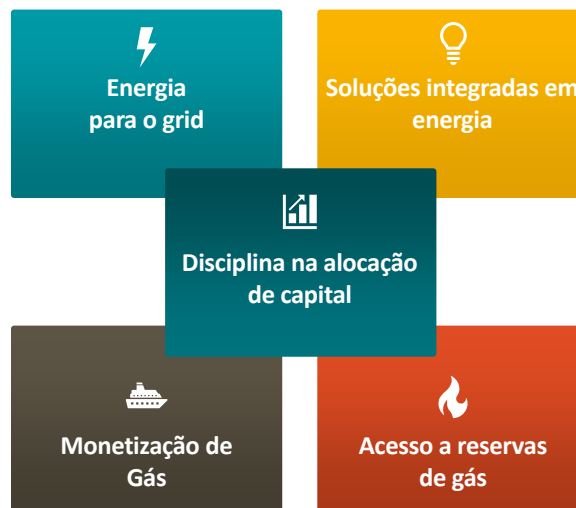 Energia
para o grid
Soluções integradas em
energia
Disciplina na alocação
de capital
Monetização de
Gás
Acesso a reservas
de gás